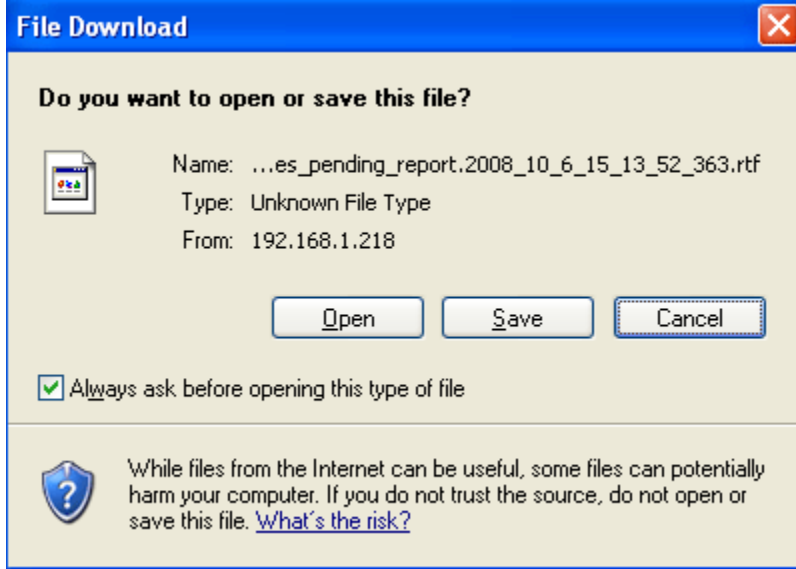 File Download
Do you want to open or save this file?
Name: ...es_pending_report.2008_10_6_15_13_52_363.rtf
Type: Unknown File Type
From: 192.168.1.218
Open Save Cancel
Always ask before opening this type of file
While files from the Internet can be useful, some files can potentially
harm your computer. If you do not trust the source, do not open or
save this file. What's the risk?